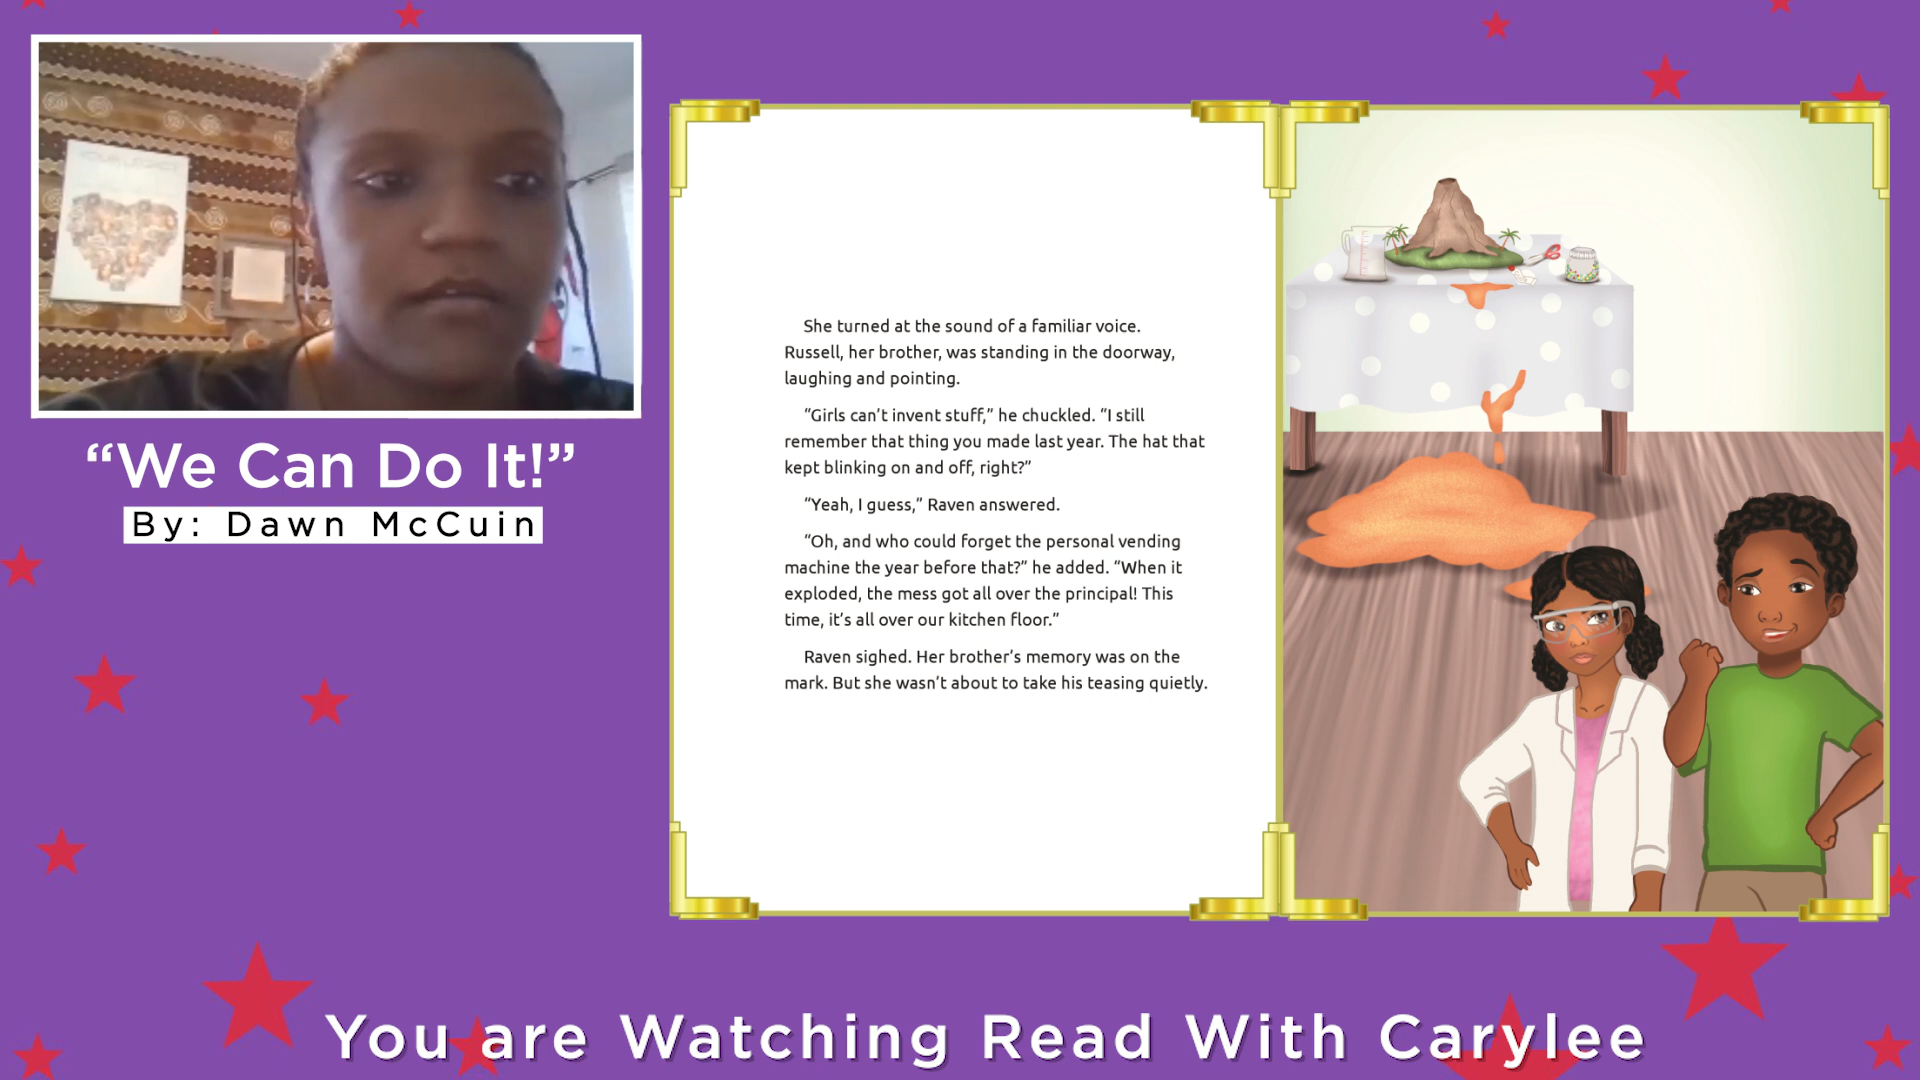 “We Can Do It!”
By: Dawn McCuin
She turned at the sound of a familiar voice.
Russell, her brother, was standing in the doorway,
laughing and pointing.
“Girls can’t invent stuff,” he chuckled. “I still
remember that thing you made last year. The hat that
kept blinking on and off, right?”
“Yeah, I guess,” Raven answered.
“Oh, and who could forget the personal vending
machine the year before that?” he added. “When it
exploded, the mess got all over the principal! This
time, it’s all over our kitchen floor.”
Raven sighed. Her brother’s memory was on the
mark. But she wasn’t about to take his teasing quietly.
You are Watching Read With Carylee